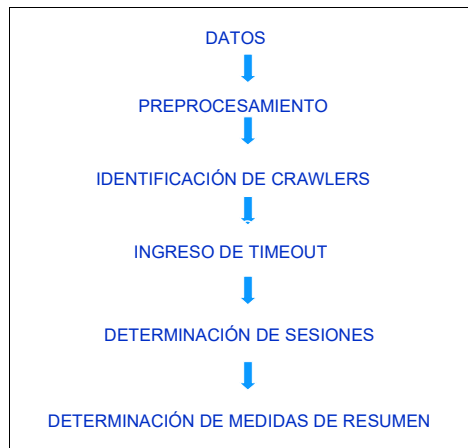 DATOS
PREPROCESAMIENTO
IDENTIFICACIÓN DE CRAWLERS
INGRESO DE TIMEOUT
DETERMINACIÓN DE SESIONES
DETERMINACIÓN DE MEDIDAS DE RESUMEN